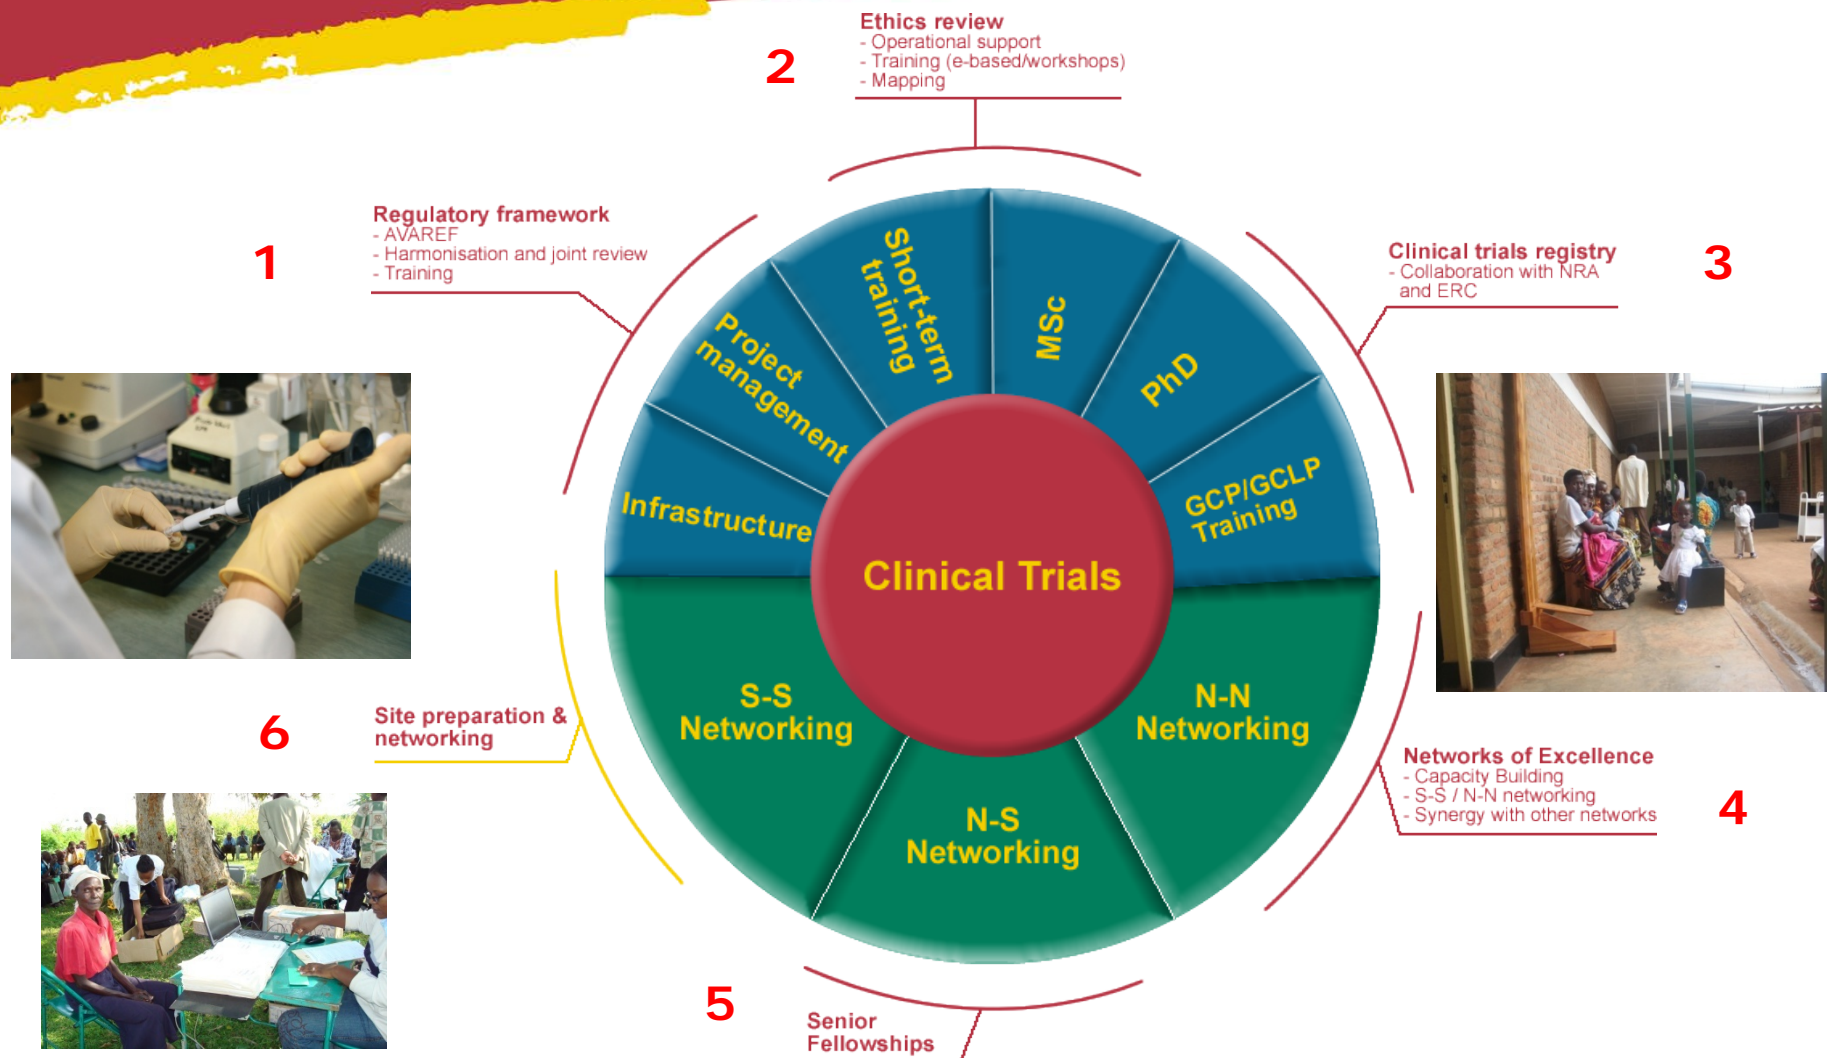 Ethics review
- Operational support
- Training (e-based/workshops)
- Mapping
2
Regulatory framework
- AVAREF
- Harmonisation and joint review
- Training
1
Clinical trials registry
- Collaboration with NRA
and ERC
3
Short-term
training
MSc
Project
management
PhD
Infrastructure
GCP/GCLP
Training
Clinical Trials
S-S
Networking
N-N
Networking
N-S
Networking
Site preparation &
networking
6
Networks of Excellence
- Capacity Building
- S-S / N-N networking
- Synergy with other networks
4
5
Senior
Fellowships